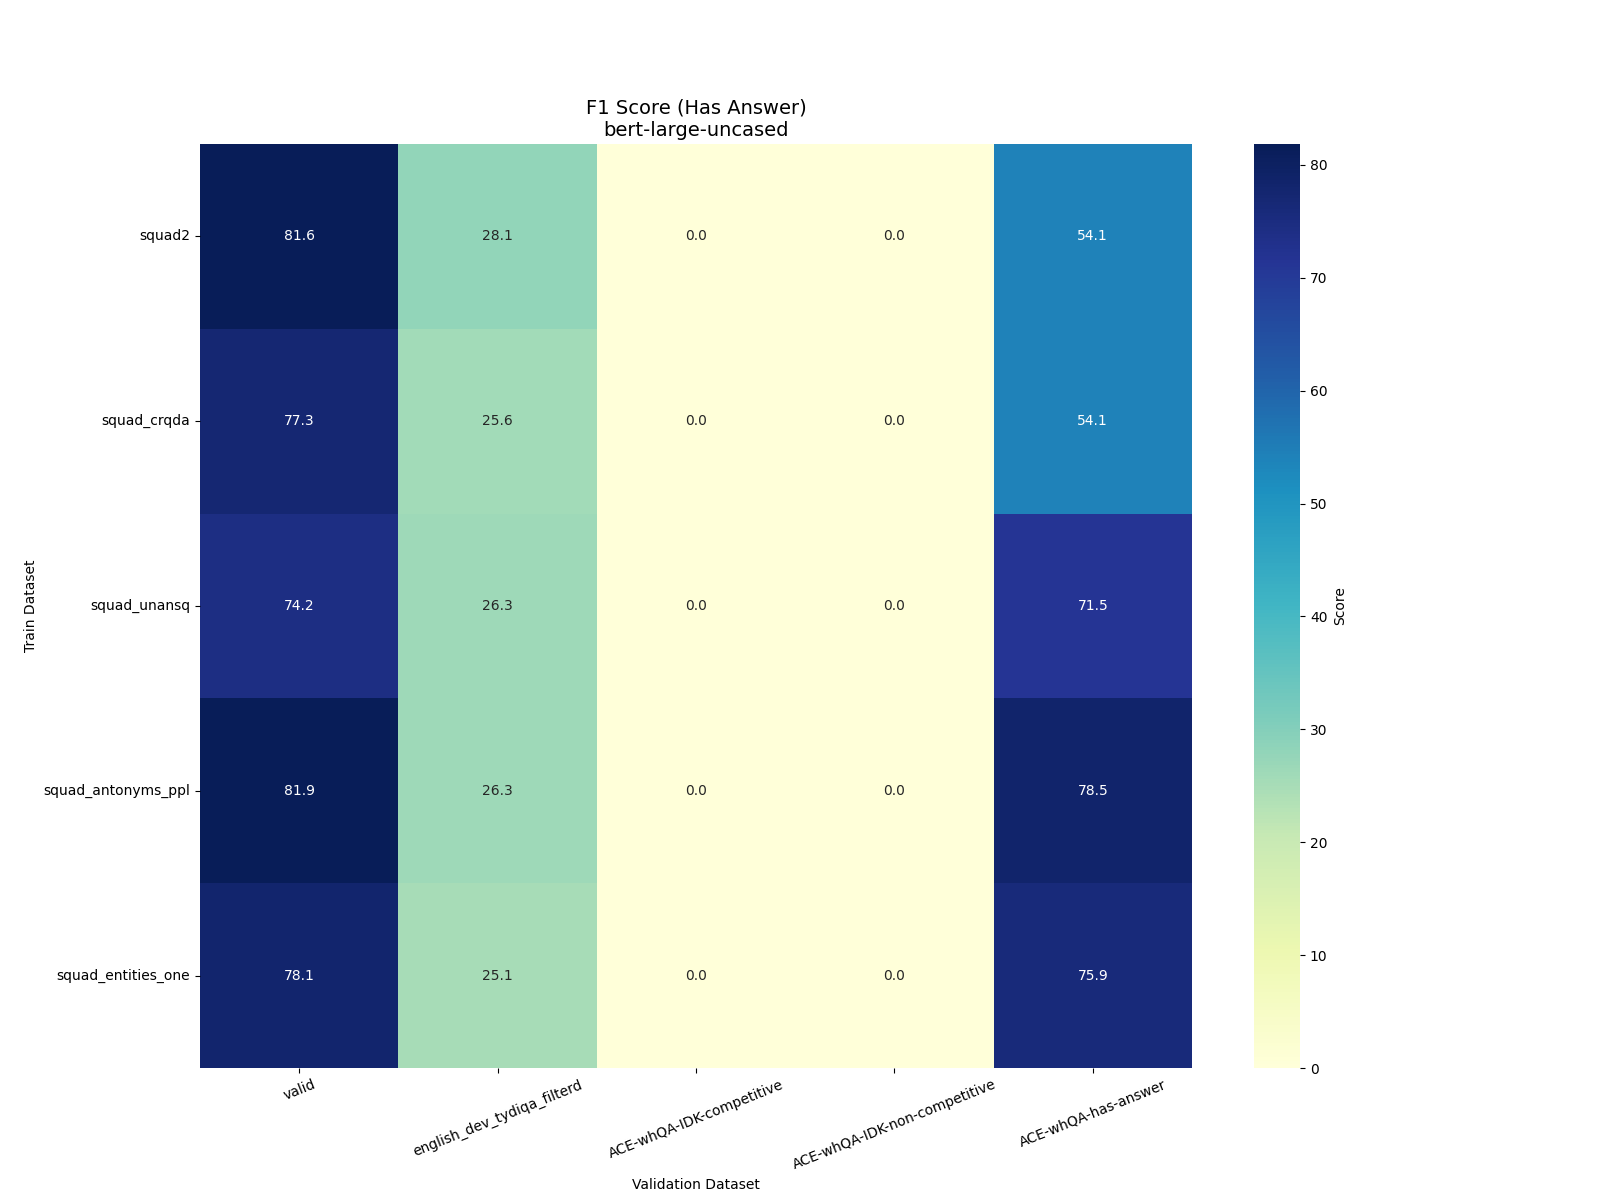 F1 Score (Has Answer)
bert-large-uncased
Train Dataset
squad2
81.6 28.1 0.0 0.0 54.1
squad_crqda
77.3 25.6 0.0 0.0 54.1
squad_unansq
74.2 26.3 0.0 0.0 71.5
squad_antonyms_ppl
81.9 26.3 0.0 0.0 78.5
squad_entities_one
78.1 25.1 0.0 0.0 75.9
valid
english_dev_tydiqa_filterd
ACE-whQA-IDK-competitive
ACE-whQA-IDK-non-competitive
ACE-whQA-has-answer
Validation Dataset
80
70
60
50
40
30
20
10
0
Score